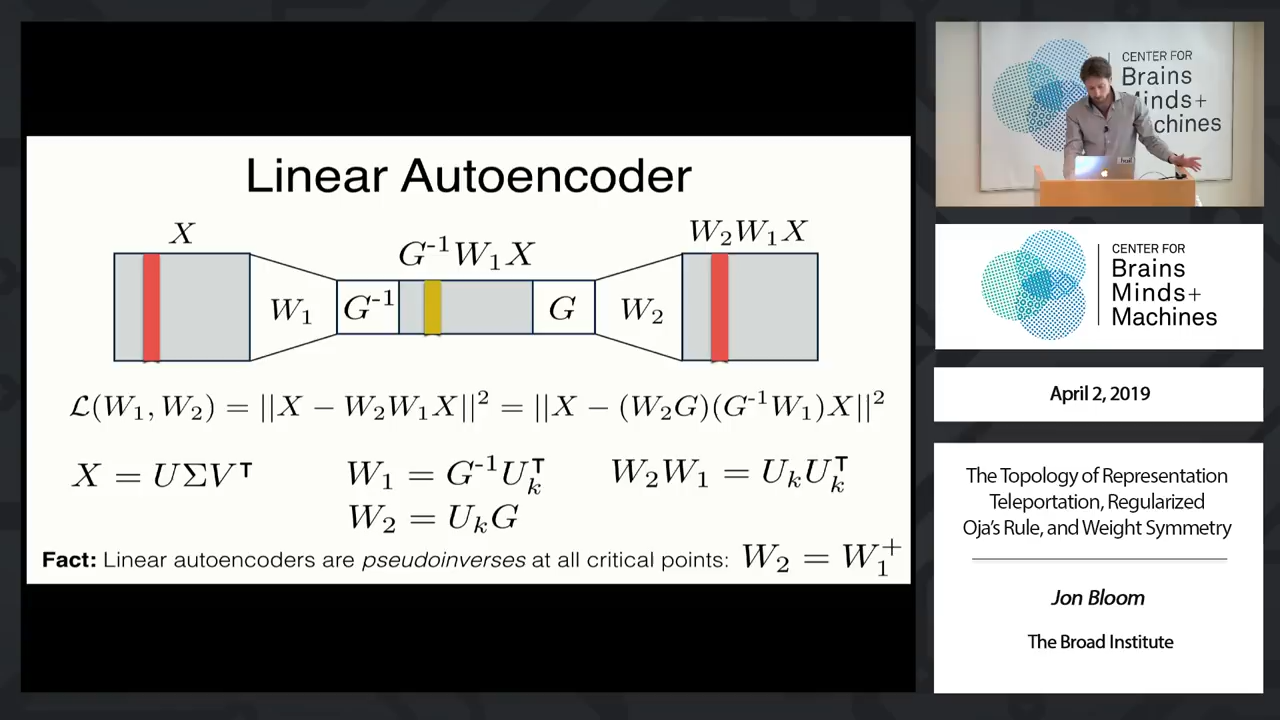 Linear Autoencoder
X
G⁻¹W₁X
W₂W₁X
W₁
G⁻¹
G
W₂
ℒ(W₁, W₂) = ||X − W₂W₁X||² = ||X − (W₂G)(G⁻¹W₁)X||²
X = UΣVᵀ
W₁ = G⁻¹Uₖᵀ
W₂W₁ = UₖUₖᵀ
W₂ = UₖG
Fact: Linear autoencoders are pseudoinverses at all critical points: W₂ = W₁⁺
CENTER FOR
Brains
Minds+
Machines
CENTER FOR
Brains
Minds+
Machines
April 2, 2019
The Topology of Representation
Teleportation, Regularized
Oja's Rule, and Weight Symmetry
Jon Bloom
The Broad Institute